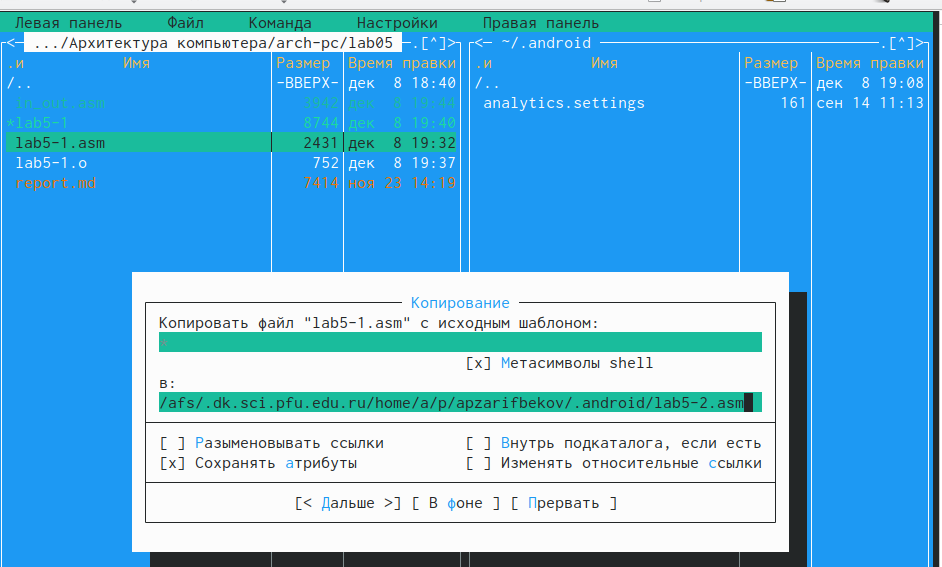 Левая панель Файл Команда Настройки Правая панель
<— .../Архитектура компьютера/arch-pc/lab05 —.[^]>
.и Имя Размер Время правки
/.. -ВВЕРХ- дек 8 18:40
in_out.asm 3942 дек 8 19:44
*lab5-1 8744 дек 8 19:40
lab5-1.asm 2431 дек 8 19:32
lab5-1.o 752 дек 8 19:37
report.md 7414 ноя 23 14:19
<— ~/.android —.[^]>
.и Имя Размер Время правки
/.. -ВВЕРХ- дек 8 19:08
analytics.settings 161 сен 14 11:13
Копирование
Копировать файл "lab5-1.asm" с исходным шаблоном:
[x] Метасимволы shell
в:
/afs/.dk.sci.pfu.edu.ru/home/a/p/apzarifbekov/.android/lab5-2.asm
[ ] Разыменовывать ссылки [ ] Внутрь подкаталога, если есть
[x] Сохранять атрибуты [ ] Изменять относительные ссылки
[< Дальше >] [ В фоне ] [ Прервать ]